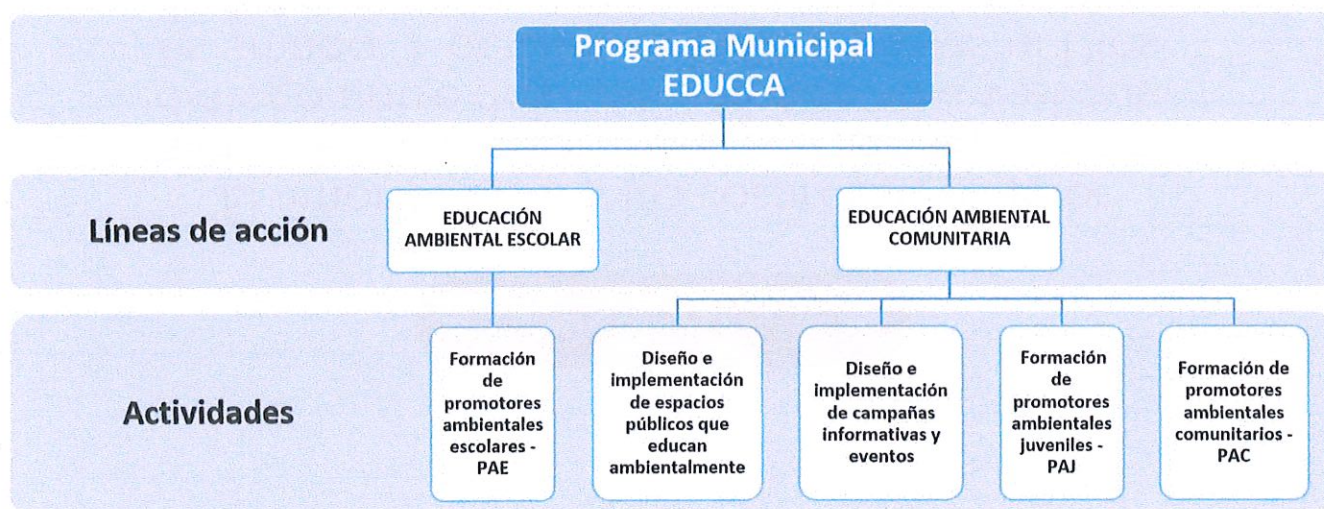 Programa Municipal
EDUCCA
Líneas de acción
EDUCACIÓN
AMBIENTAL ESCOLAR
EDUCACIÓN AMBIENTAL
COMUNITARIA
Actividades
Formación
de
promotores
ambientales
escolares -
PAE
Diseño e
implementación
de espacios
públicos que
educan
ambientalmente
Diseño e
implementación
de campañas
informativas y
eventos
Formación
de
promotores
ambientales
juveniles - PAJ
Formación de
promotores
ambientales
comunitarios -
PAC